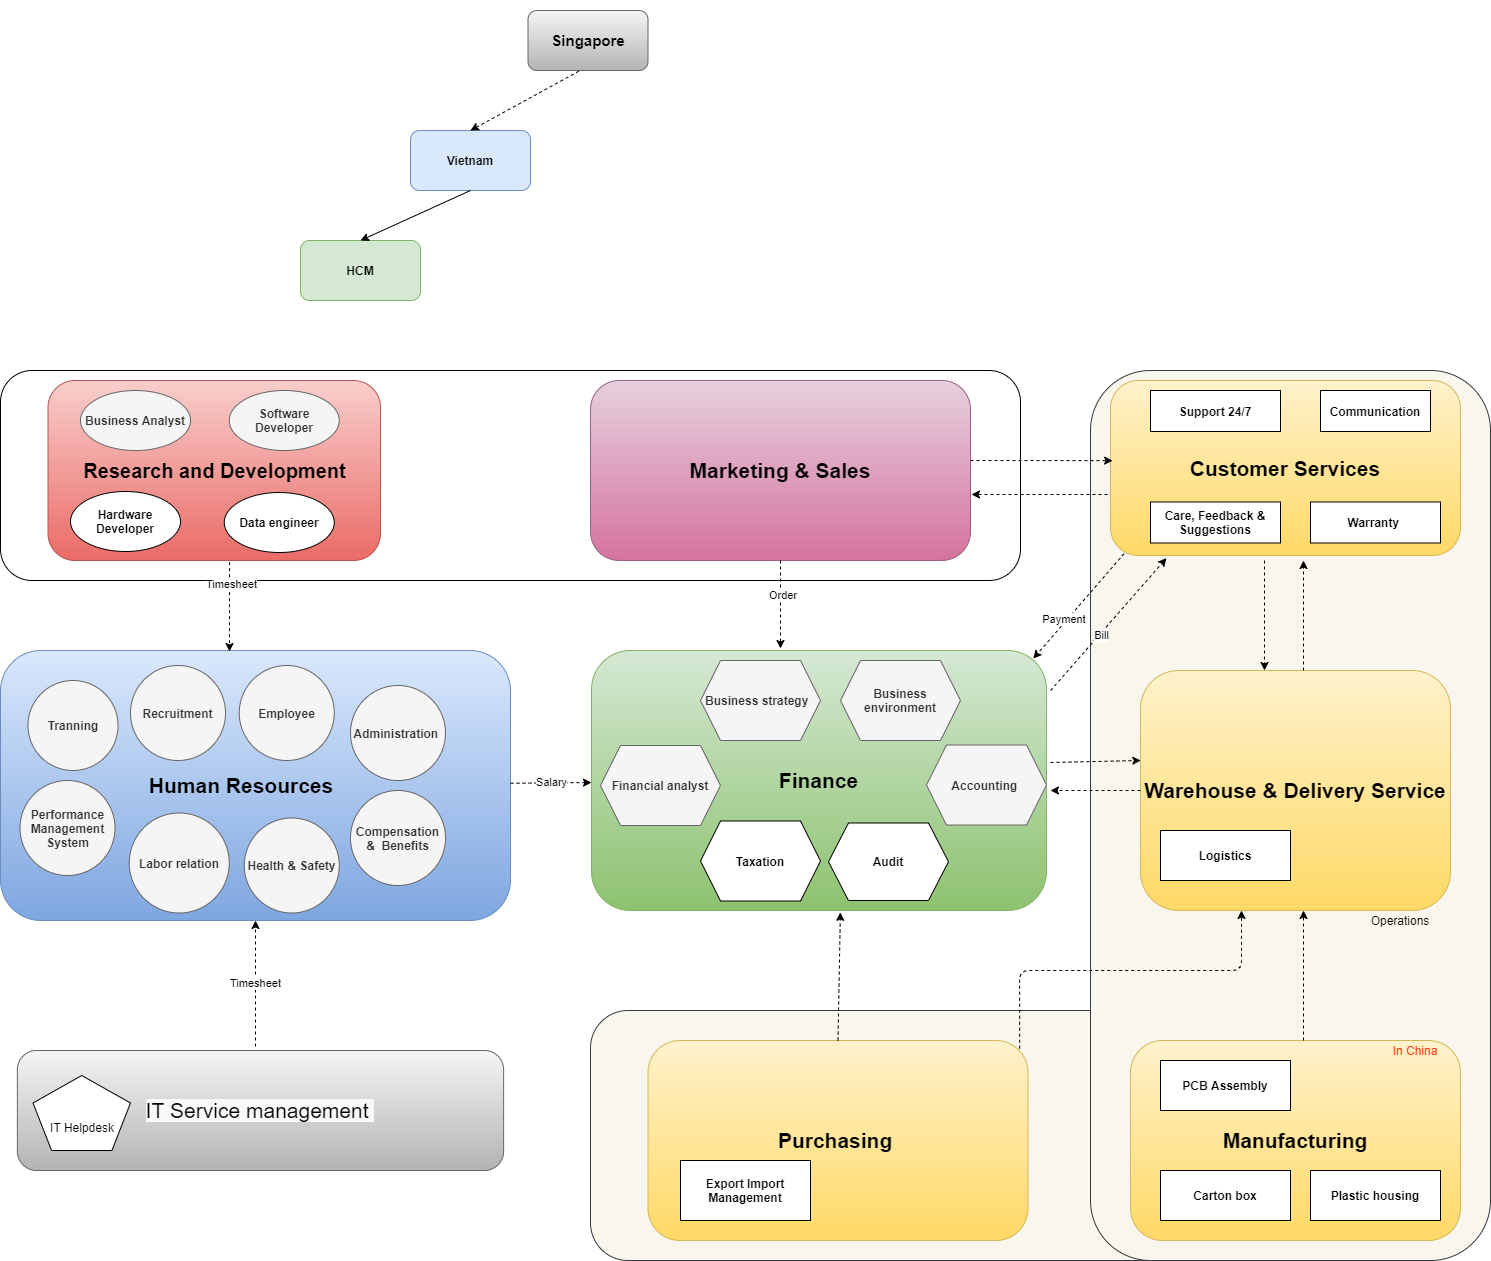 Singapore
Vietnam
HCM
Business Analyst
Software
Developer
Research and Development
Hardware
Developer
Data engineer
Marketing & Sales
Support 24/7
Communication
Customer Services
Care, Feedback &
Suggestions
Warranty
Timesheet
Order
Payment
Bill
Tranning
Recruitment
Employee
Administration
Human Resources
Performance
Management
System
Labor relation
Health & Safety
Compensation
& Benefits
Salary
Business strategy
Business
environment
Financial analyst
Finance
Accounting
Taxation
Audit
Warehouse & Delivery Service
Logistics
Operations
Timesheet
IT Helpdesk
IT Service management
Purchasing
Export Import
Management
In China
PCB Assembly
Manufacturing
Carton box
Plastic housing